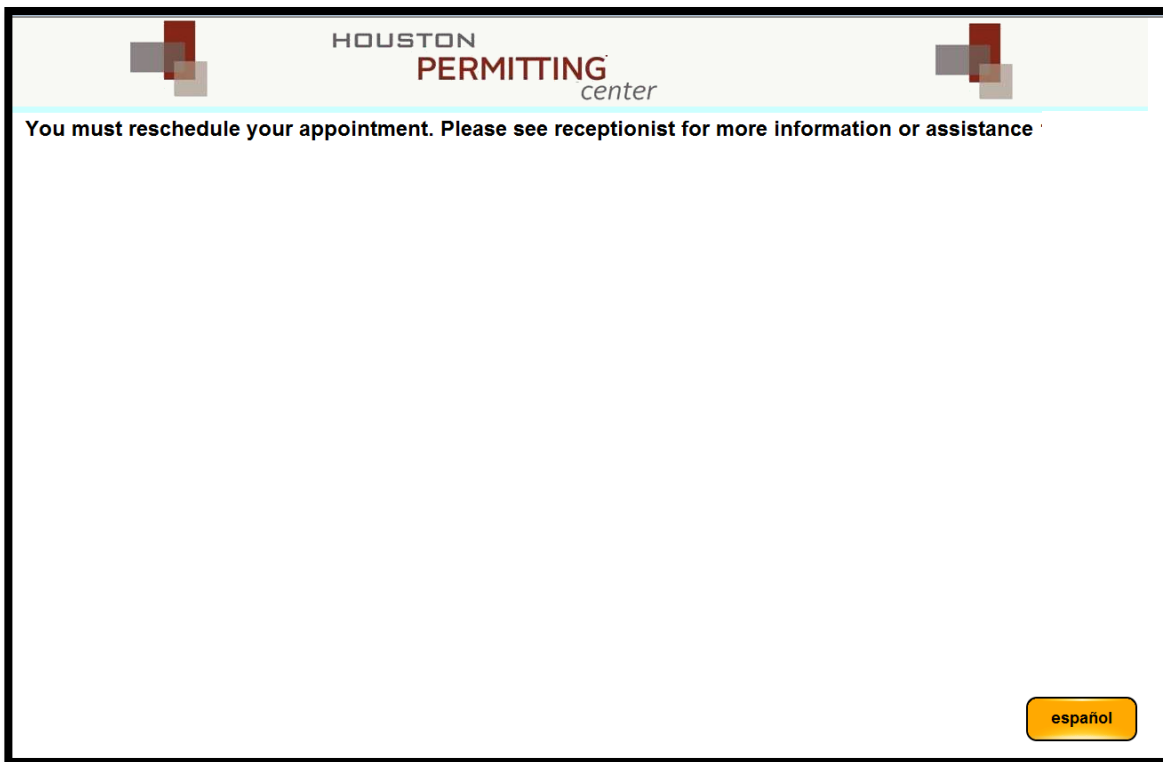 HOUSTON
PERMITTING
center
You must reschedule your appointment. Please see receptionist for more information or assistance
español